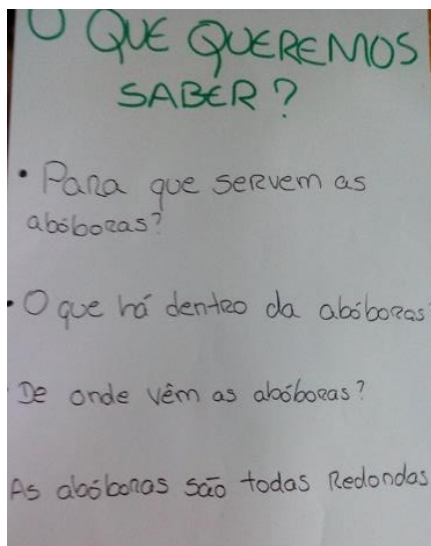 O QUE QUEREMOS
SABER?
• Para que servem as
abóboras?
• O que há dentro da abóboras
De onde vêm as abóboras?
As abóboras são todas Redondas